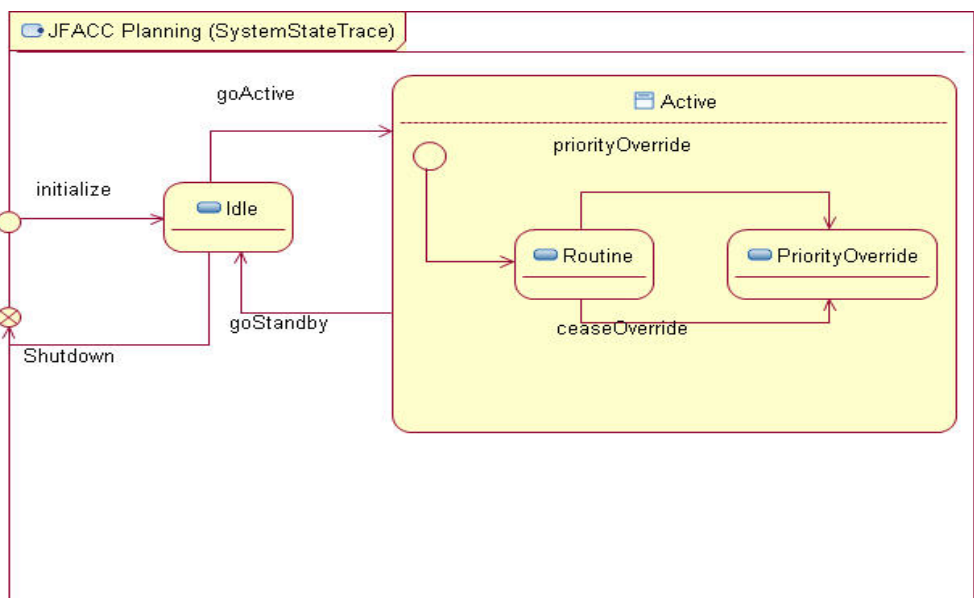 JFACC Planning (SystemStateTrace)
goActive
Active
priorityOverride
initialize
Idle
Routine
PriorityOverride
goStandby
ceaseOverride
Shutdown